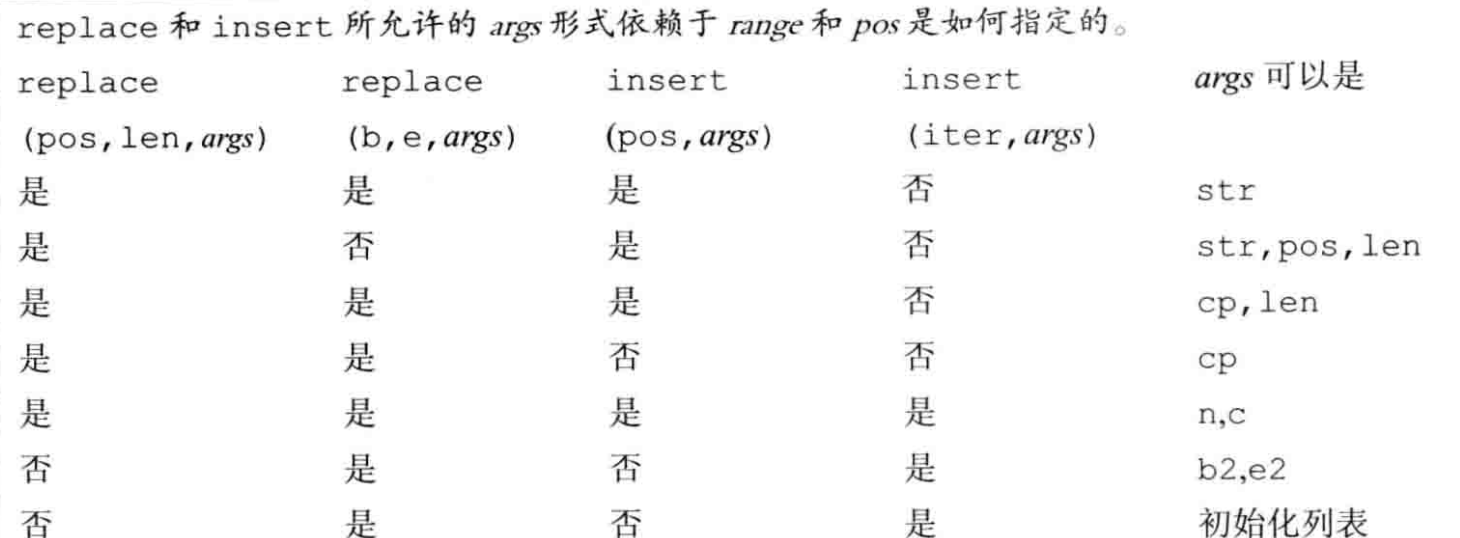 replace 和 insert 所允许的 args 形式依赖于 range 和 pos 是如何指定的。
replace replace insert insert args 可以是
(pos,len,args) (b,e,args) (pos,args) (iter,args)
是 是 是 否 str
是 否 是 否 str,pos,len
是 是 是 否 cp,len
是 是 否 否 cp
是 是 是 是 n,c
否 是 否 是 b2,e2
否 是 否 是 初始化列表